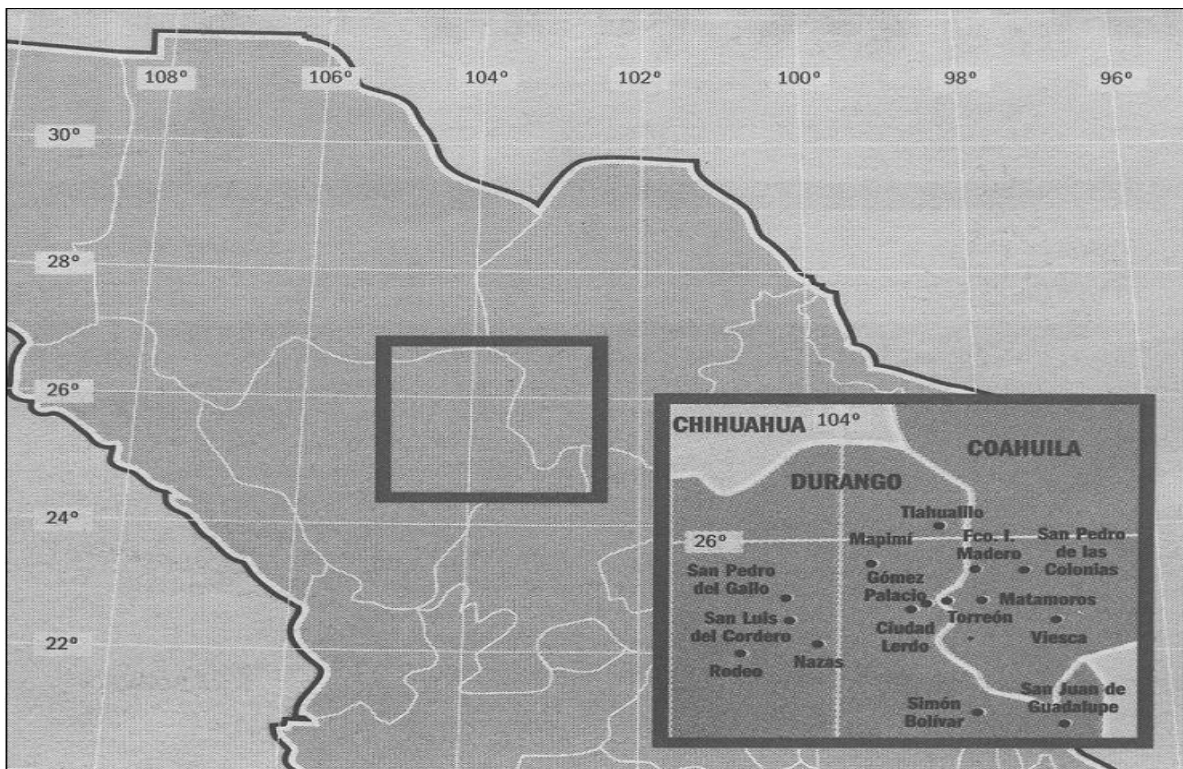 108°
106°
104°
102°
100°
98°
96°
30°
28°
26°
24°
22°
CHIHUAHUA
104°
COAHUILA
DURANGO
Tlahualilo
26°
Mapimí
Fco. I.
Madero
San Pedro
de las
Colonias
San Pedro
del Gallo
Gómez
Palacio
Matamoros
San Luis
del Cordero
Torreón
Ciudad
Lerdo
Viesca
Rodeo
Nazas
San Juan de
Guadalupe
Simón
Bolívar